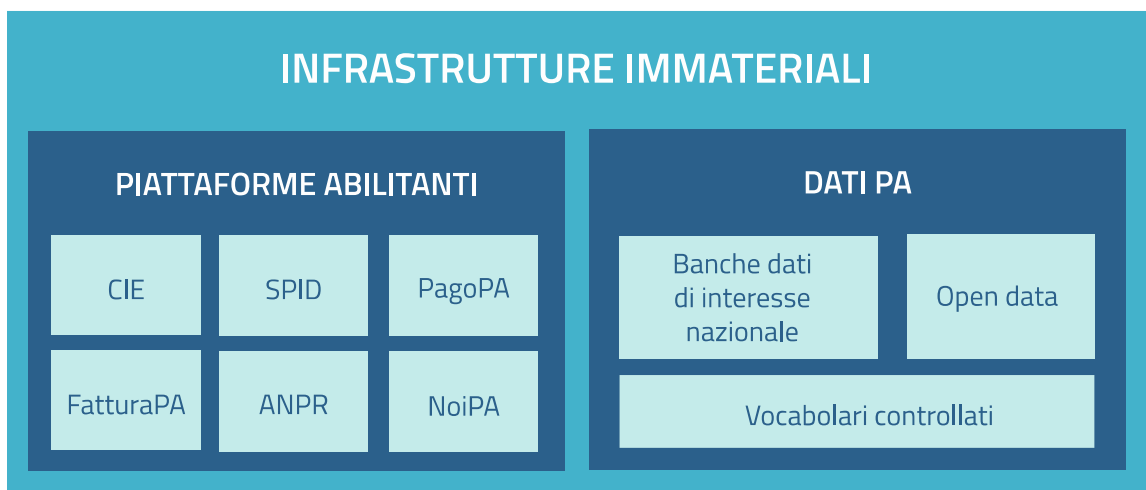 INFRASTRUTTURE IMMATERIALI
PIATTAFORME ABILITANTI
CIE
SPID
PagoPA
FatturaPA
ANPR
NoiPA
DATI PA
Banche dati
di interesse
nazionale
Open data
Vocabolari controllati